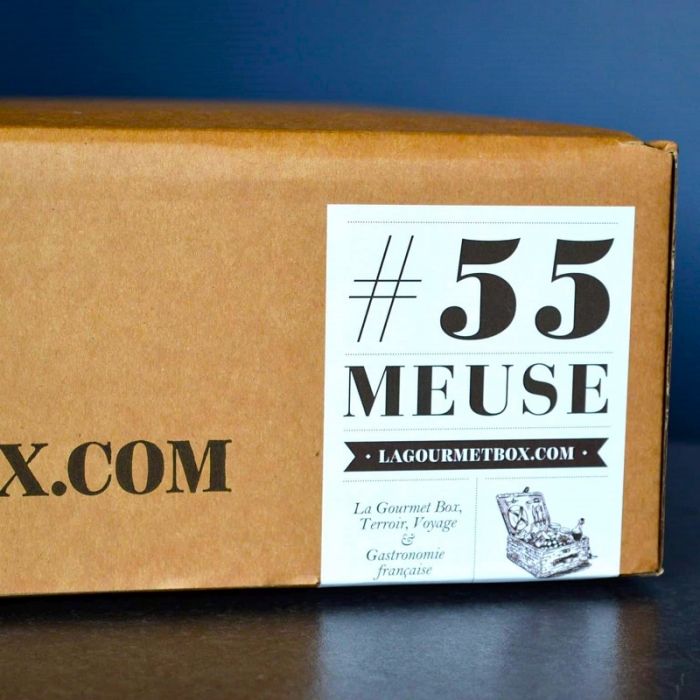 #55
MEUSE
· LAGOURMETBOX.COM ·
X.COM
La Gourmet Box,
Terroir, Voyage
&
Gastronomie
française